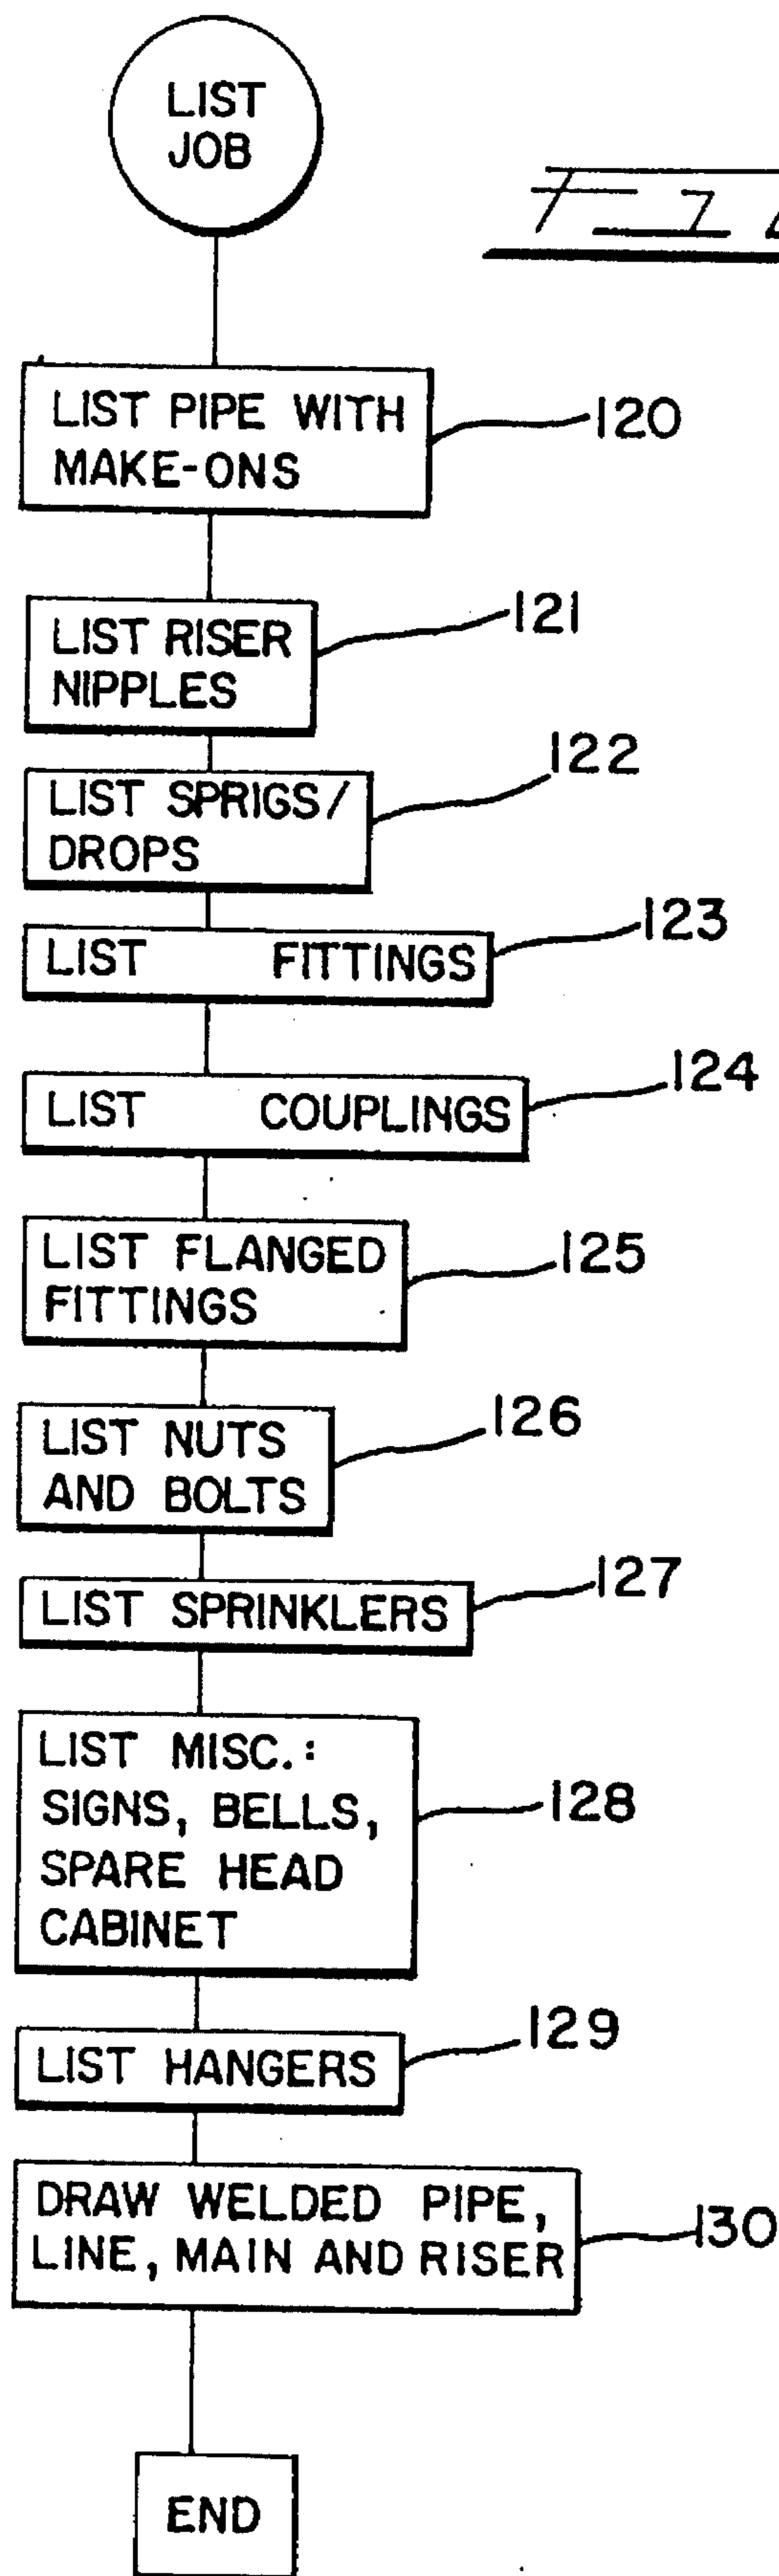 LIST
JOB
LIST PIPE WITH
MAKE-ONS
120
LIST RISER
NIPPLES
121
LIST SPRIGS/
DROPS
122
LIST FITTINGS
123
LIST COUPLINGS
124
LIST FLANGED
FITTINGS
125
LIST NUTS
AND BOLTS
126
LIST SPRINKLERS
127
LIST MISC.:
SIGNS, BELLS,
SPARE HEAD
CABINET
128
LIST HANGERS
129
DRAW WELDED PIPE,
LINE, MAIN AND RISER
130
END